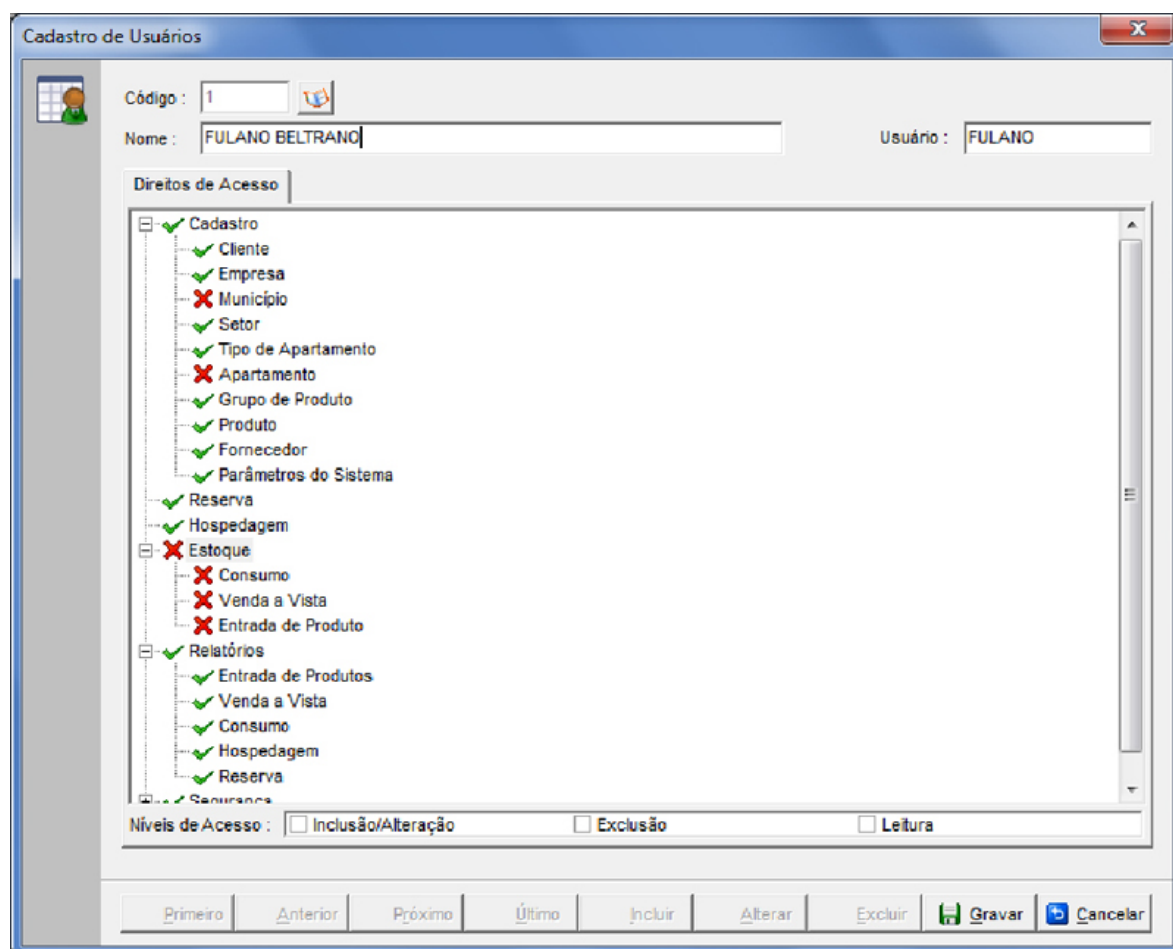 Cadastro de Usuários
Código : 1
Nome : FULANO BELTRANO Usuário : FULANO
Direitos de Acesso
Cadastro
Cliente
Empresa
Município
Setor
Tipo de Apartamento
Apartamento
Grupo de Produto
Produto
Fornecedor
Parâmetros do Sistema
Reserva
Hospedagem
Estoque
Consumo
Venda a Vista
Entrada de Produto
Relatórios
Entrada de Produtos
Venda a Vista
Consumo
Hospedagem
Reserva
Segurança
Níveis de Acesso : Inclusão/Alteração Exclusão Leitura
Primeiro Anterior Próximo Último Incluir Alterar Excluir Gravar Cancelar